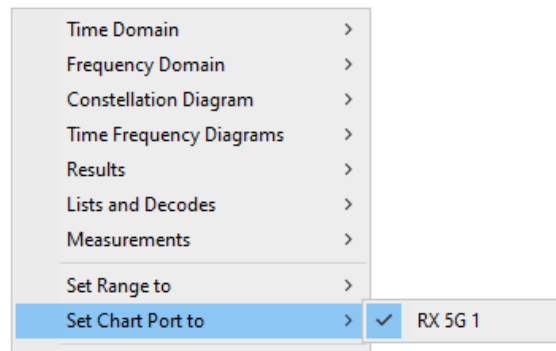 Time Domain
Frequency Domain
Constellation Diagram
Time Frequency Diagrams
Results
Lists and Decodes
Measurements
Set Range to
Set Chart Port to
RX 5G 1